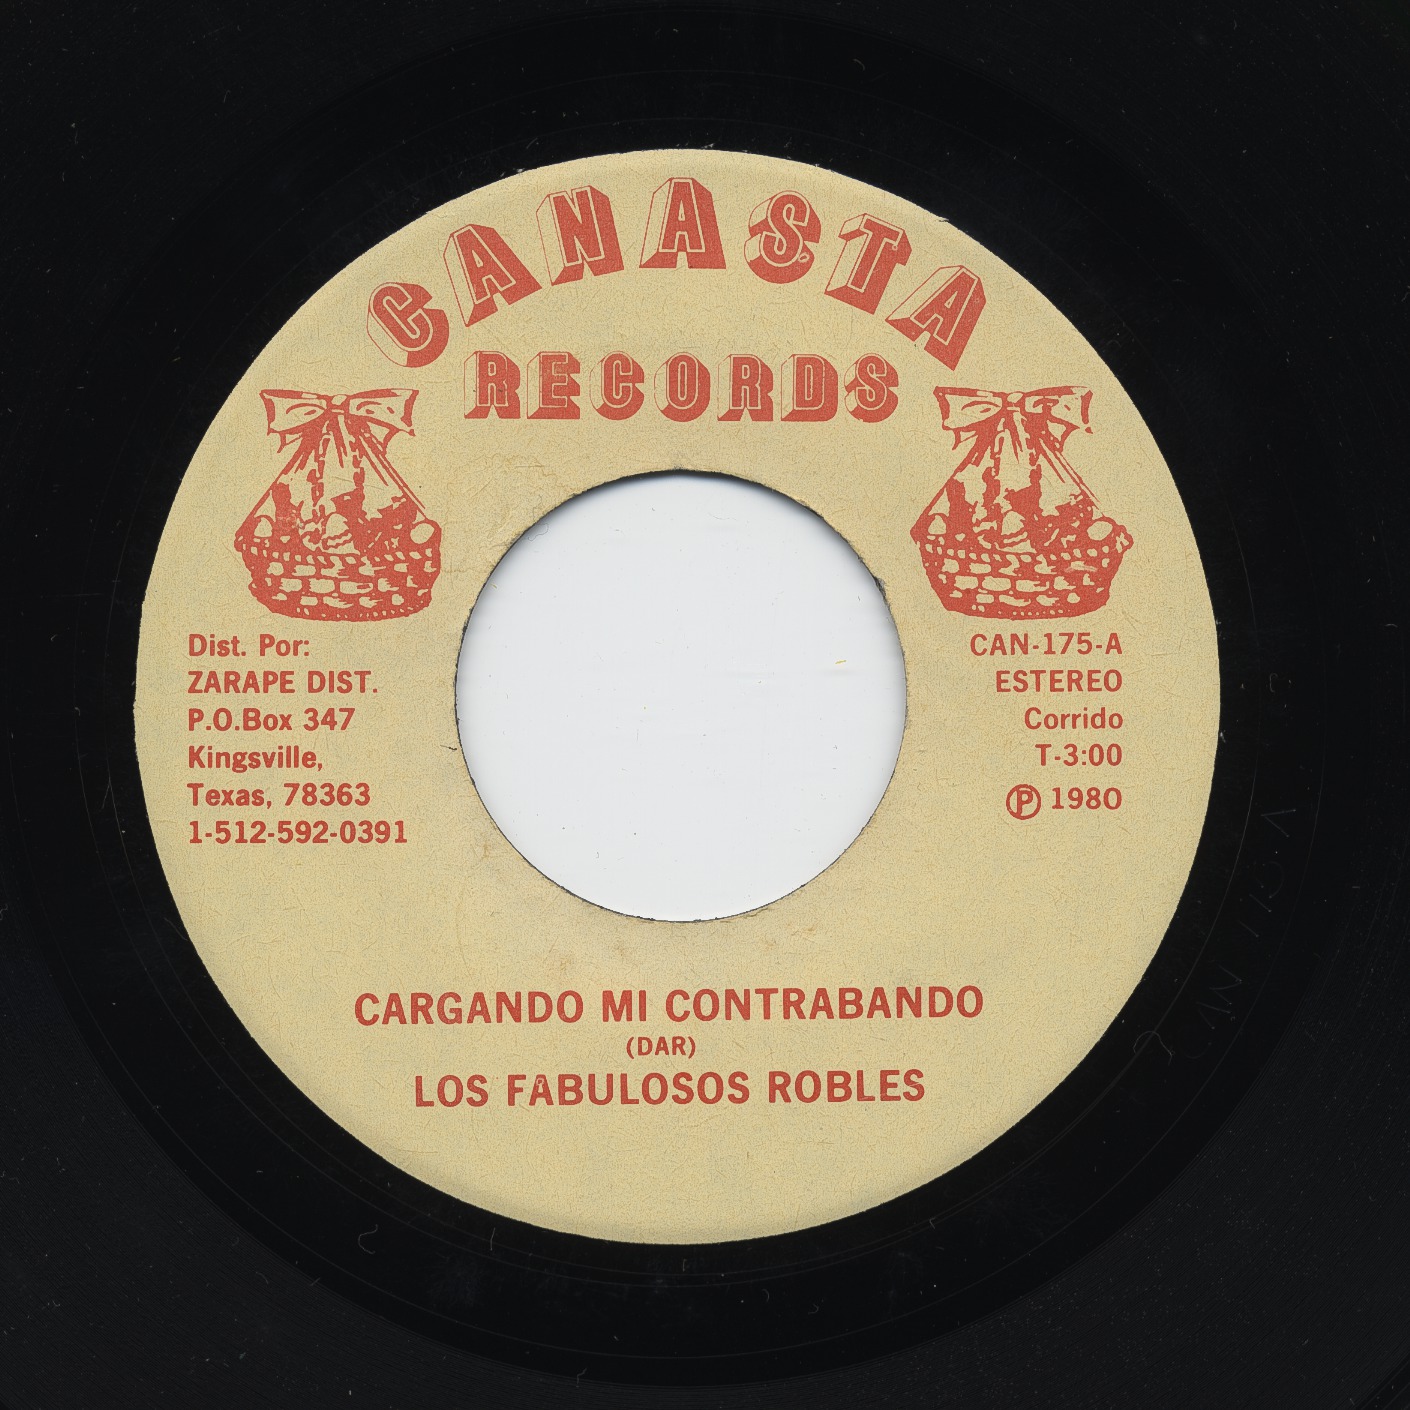 CANASTA
RECORDS
Dist. Por:
ZARAPE DIST.
P.O.Box 347
Kingsville,
Texas, 78363
1-512-592-0391
CAN-175-A
ESTEREO
Corrido
T-3:00
Ⓟ 1980
CARGANDO MI CONTRABANDO
(DAR)
LOS FABULOSOS ROBLES